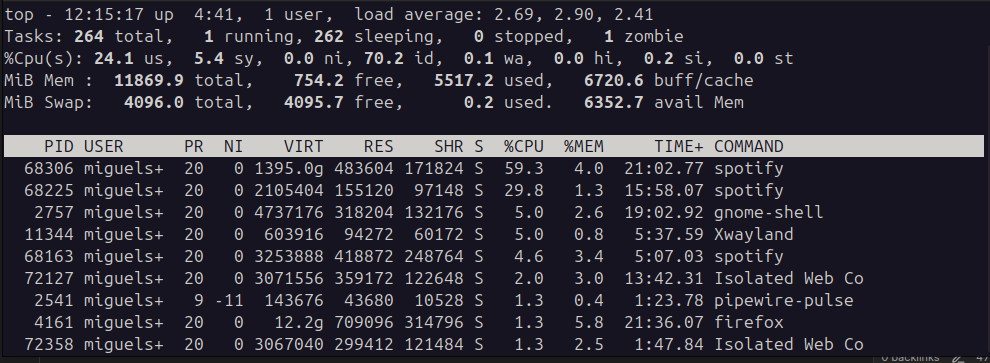 top - 12:15:17 up  4:41,  1 user,  load average: 2.69, 2.90, 2.41
Tasks: 264 total,   1 running, 262 sleeping,   0 stopped,   1 zombie
%Cpu(s): 24.1 us,  5.4 sy,  0.0 ni, 70.2 id,  0.1 wa,  0.0 hi,  0.2 si,  0.0 st
MiB Mem :  11869.9 total,    754.2 free,   5517.2 used,   6720.6 buff/cache
MiB Swap:   4096.0 total,   4095.7 free,      0.2 used.   6352.7 avail Mem
PID USER      PR  NI    VIRT    RES    SHR S  %CPU  %MEM     TIME+ COMMAND
68306 miguels+  20   0 1395.0g 483604 171824 S  59.3   4.0  21:02.77 spotify
68225 miguels+  20   0 2105404 155120  97148 S  29.8   1.3  15:58.07 spotify
2757 miguels+  20   0 4737176 318204 132176 S   5.0   2.6  19:02.92 gnome-shell
11344 miguels+  20   0  603916  94272  60172 S   5.0   0.8   5:37.59 Xwayland
68163 miguels+  20   0 3253888 418872 248764 S   4.6   3.4   5:07.03 spotify
72127 miguels+  20   0 3071556 359172 122648 S   2.0   3.0  13:42.31 Isolated Web Co
2541 miguels+   9 -11  143676  43680  10528 S   1.3   0.4   1:23.78 pipewire-pulse
4161 miguels+  20   0   12.2g 709096 314796 S   1.3   5.8  21:36.07 firefox
72358 miguels+  20   0 3067040 299412 121484 S   1.3   2.5   1:47.84 Isolated Web Co
0 backlinks